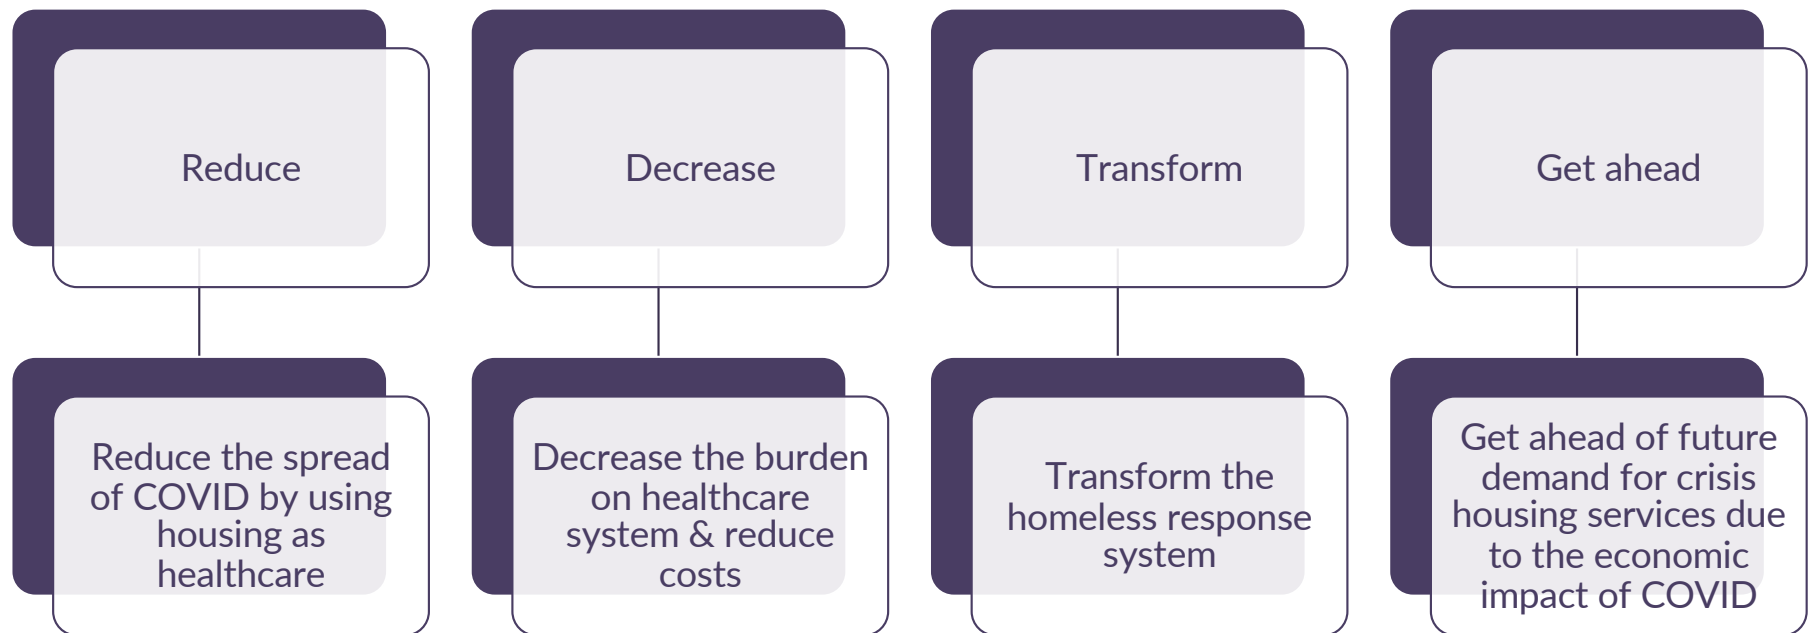 Reduce
Decrease
Transform
Get ahead
Reduce the spread
of COVID by using
housing as
healthcare
Decrease the burden
on healthcare
system & reduce
costs
Transform the
homeless response
system
Get ahead of future
demand for crisis
housing services due
to the economic
impact of COVID